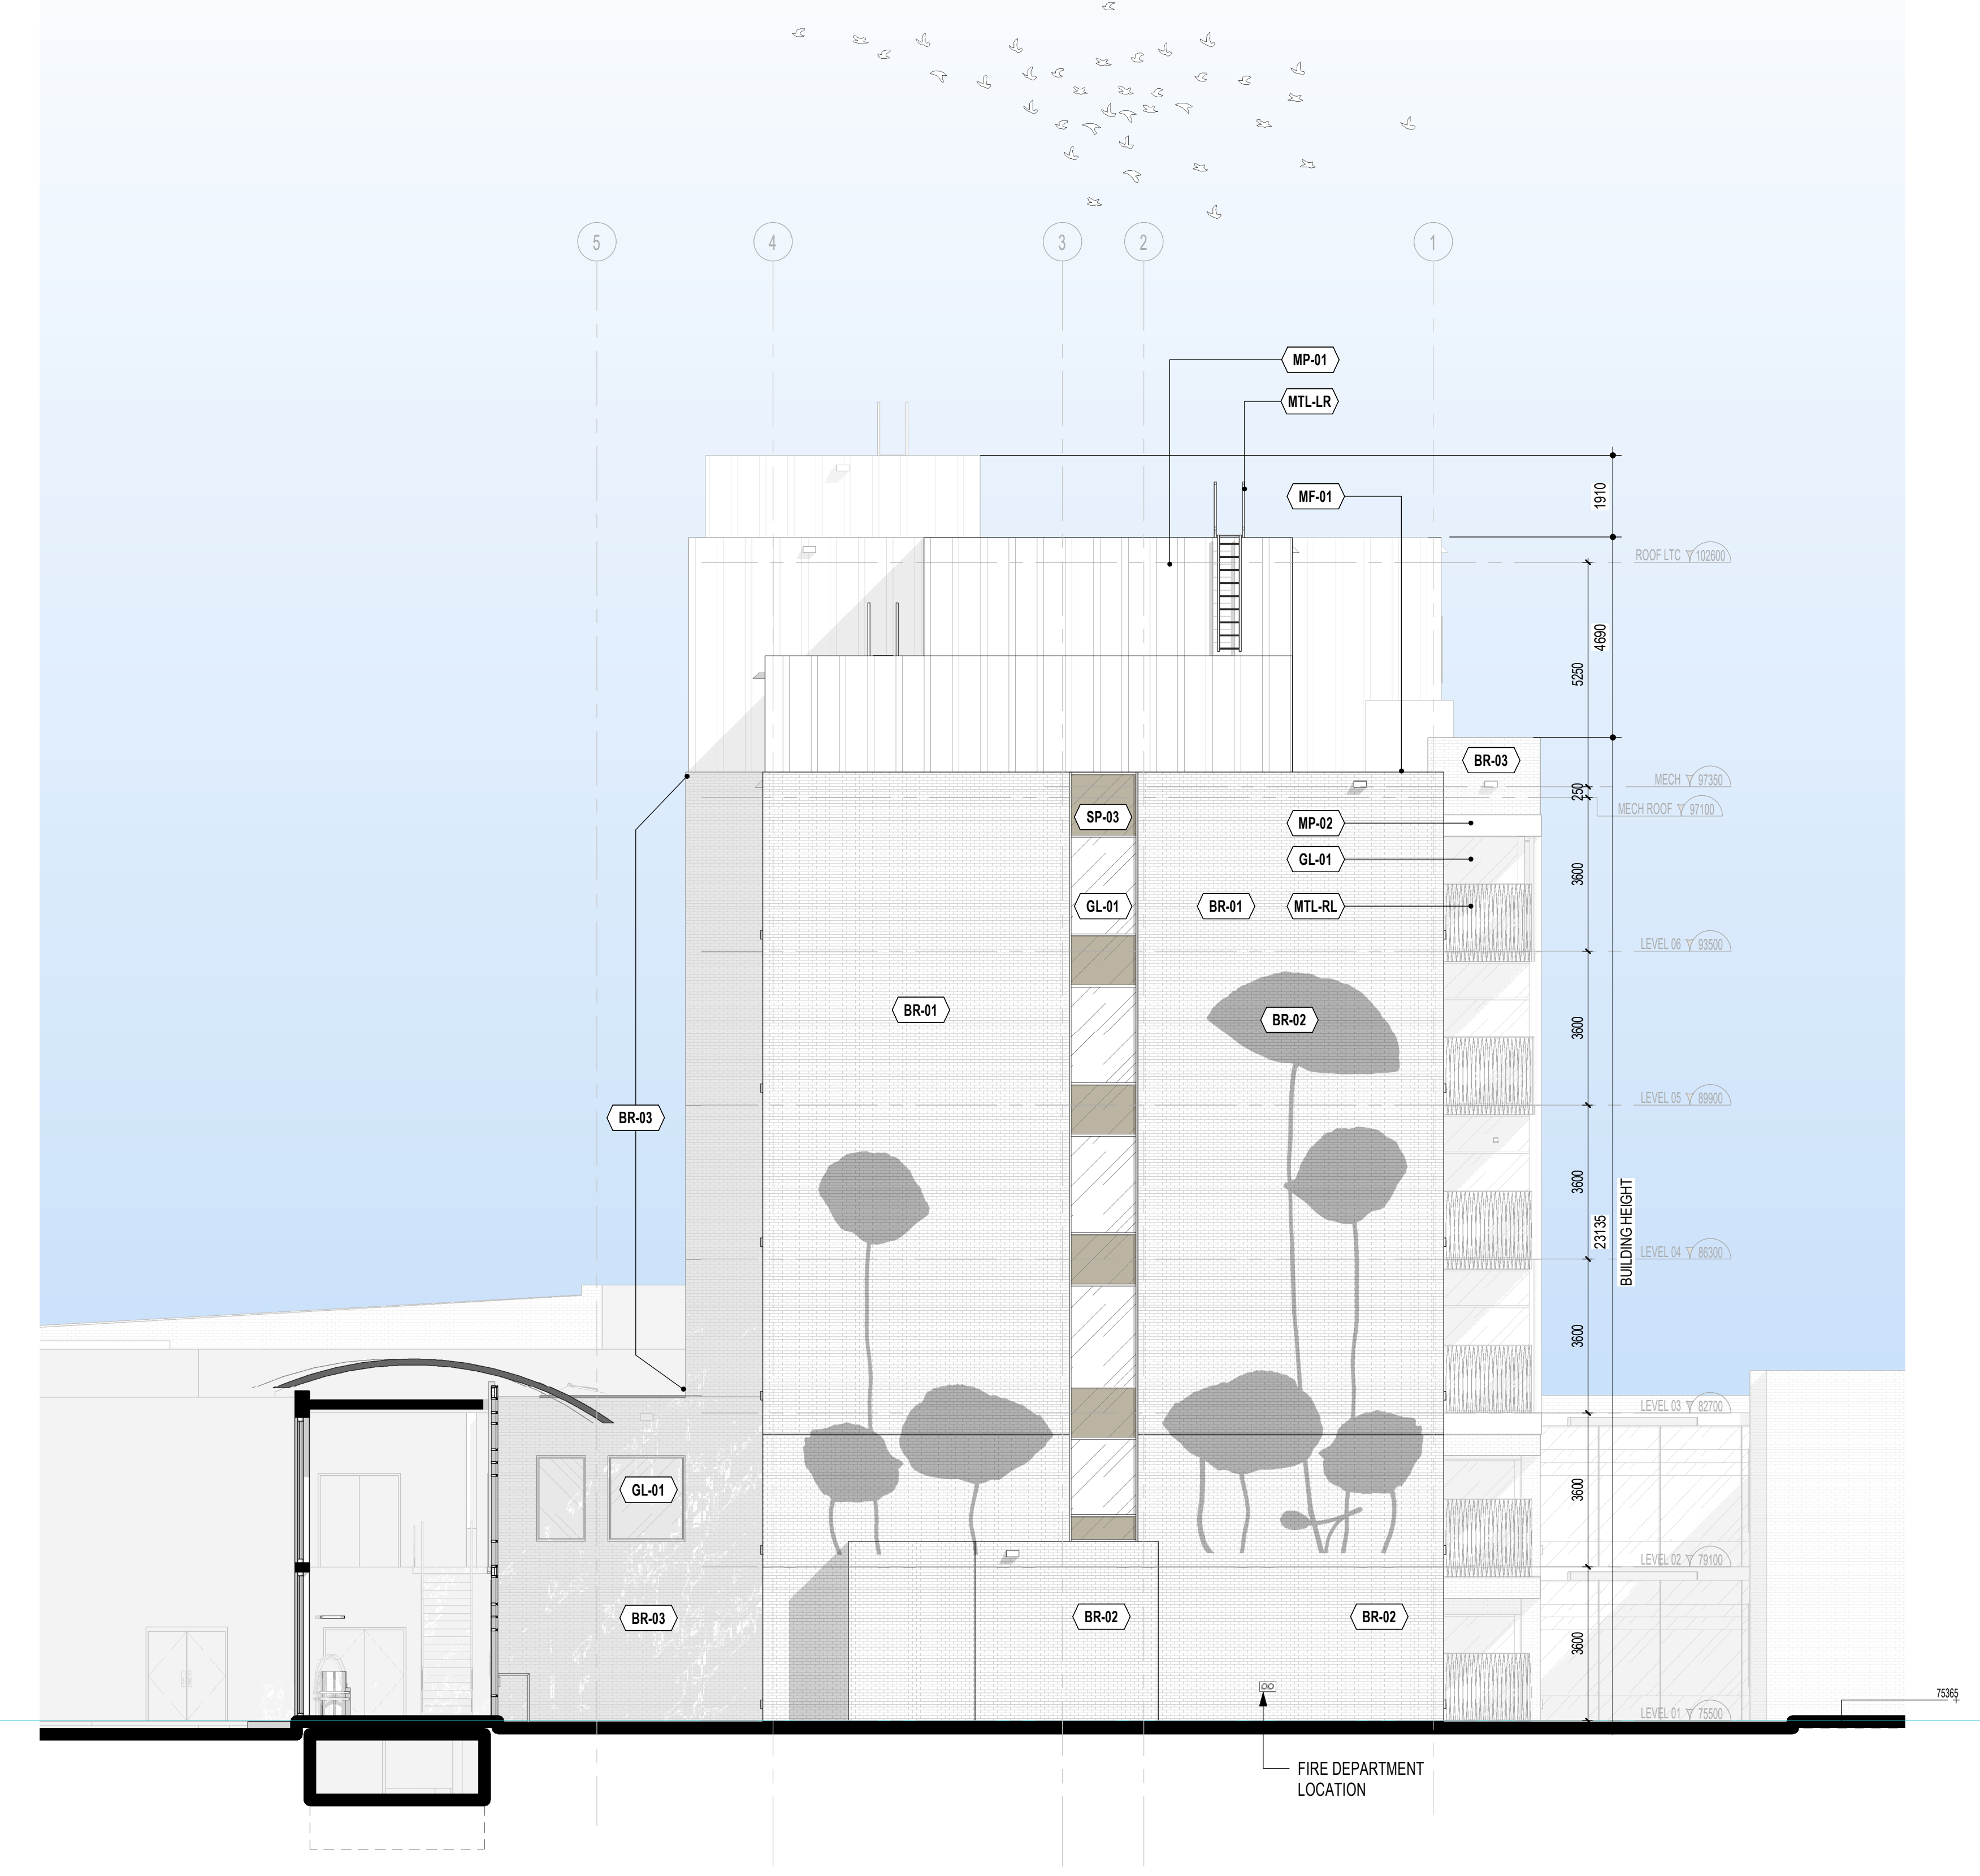 5
4
3
2
1
MP-01
MTL-LR
MF-01
1910
ROOF LTC 102600
4690
5250
BR-03
MECH 97350
250
MECH ROOF 97100
SP-03
MP-02
GL-01
3600
GL-01
BR-01
MTL-RL
LEVEL 06 93500
BR-01
BR-02
3600
LEVEL 05 89900
BR-03
3600
23135
BUILDING HEIGHT
LEVEL 04 86300
3600
LEVEL 03 82700
GL-01
3600
LEVEL 02 79100
BR-03
BR-02
BR-02
3600
75365
LEVEL 01 75500
FIRE DEPARTMENT
LOCATION